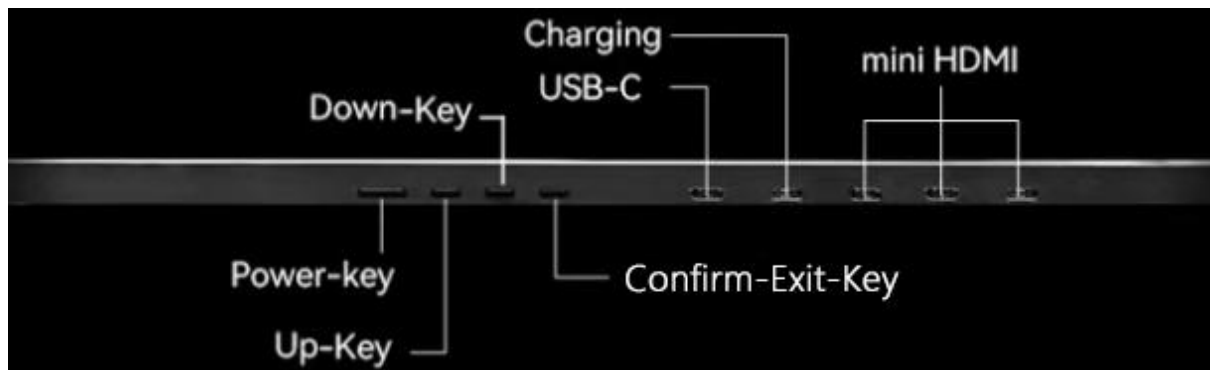 Charging
mini HDMI
USB-C
Down-Key
Power-key
Confirm-Exit-Key
Up-Key